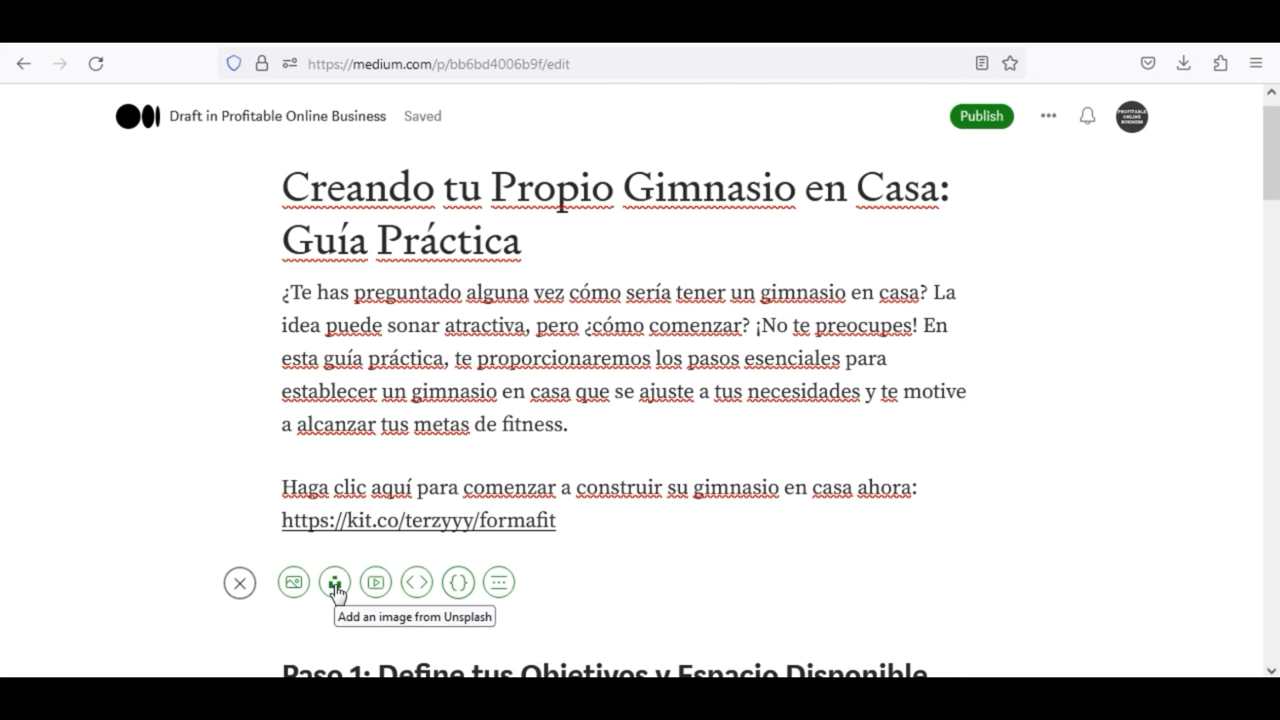 https://medium.com/p/bb6bd4006b9f/edit
Draft in Profitable Online Business Saved
Publish
PROFITABLE
ONLINE
BUSINESS
Creando tu Propio Gimnasio en Casa:
Guía Práctica
¿Te has preguntado alguna vez cómo sería tener un gimnasio en casa? La
idea puede sonar atractiva, pero ¿cómo comenzar? ¡No te preocupes! En
esta guía práctica, te proporcionaremos los pasos esenciales para
establecer un gimnasio en casa que se ajuste a tus necesidades y te motive
a alcanzar tus metas de fitness.
Haga clic aquí para comenzar a construir su gimnasio en casa ahora:
https://kit.co/terzyyy/formafit
Add an image from Unsplash
Paso 1: Define tus Objetivos y Espacio Disponible